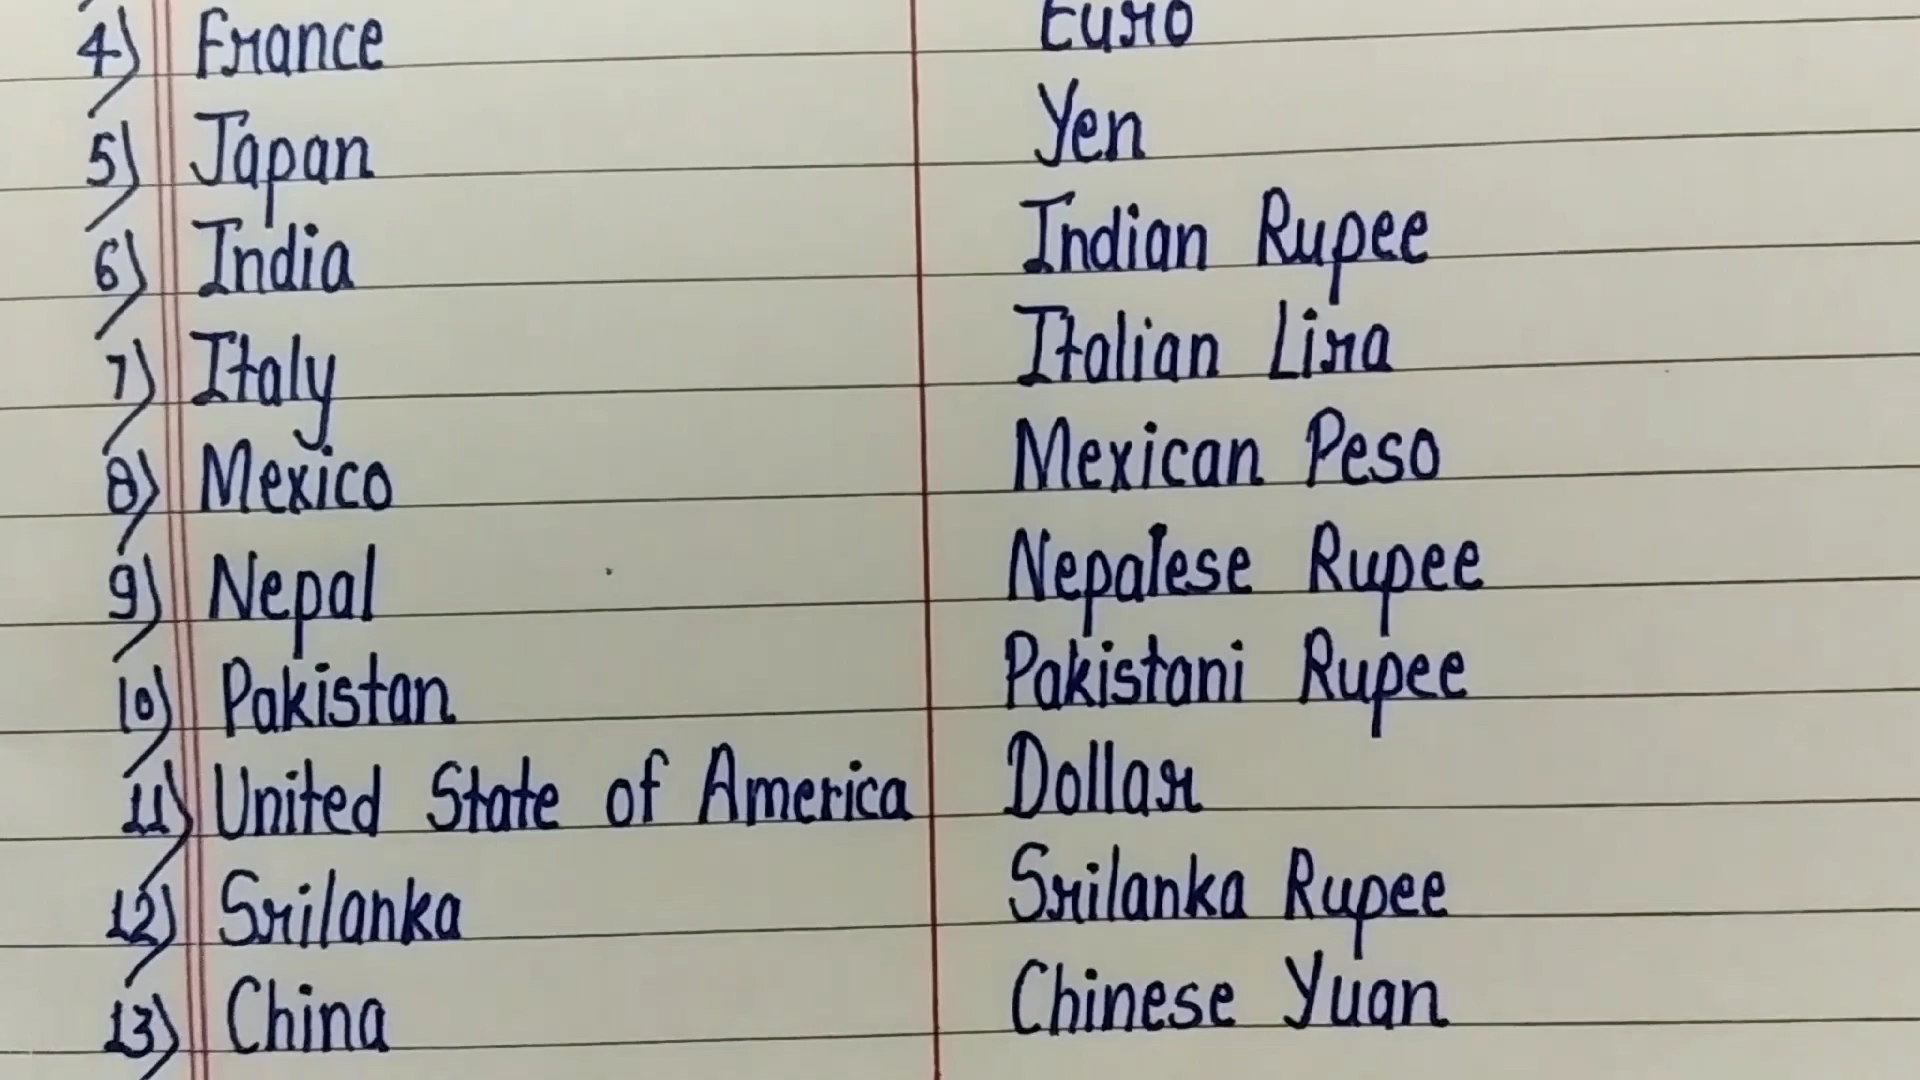 4) France Euro
5) Japan Yen
6) India Indian Rupee
7) Italy Italian Lira
8) Mexico Mexican Peso
9) Nepal Nepalese Rupee
10) Pakistan Pakistani Rupee
11) United State of America Dollar
12) Srilanka Srilanka Rupee
13) China Chinese Yuan